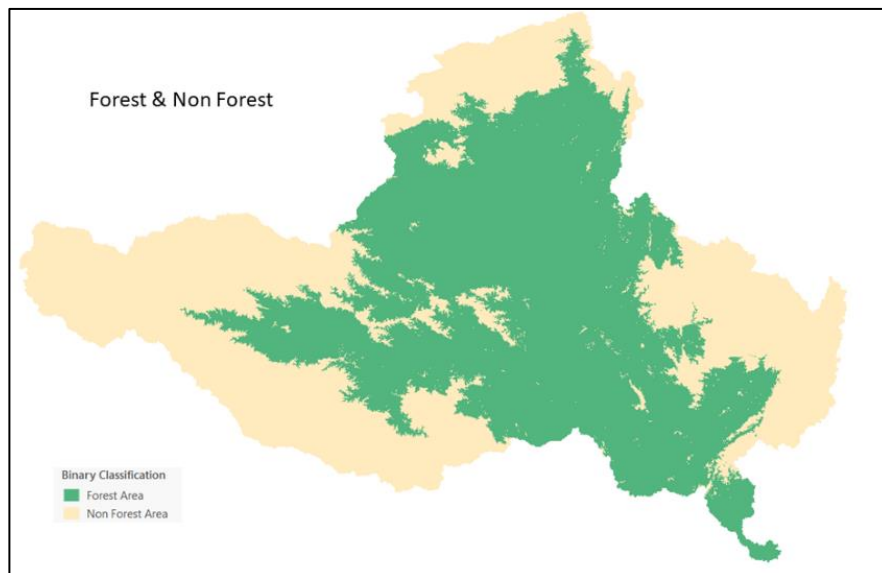 Forest & Non Forest
Binary Classification
Forest Area
Non Forest Area